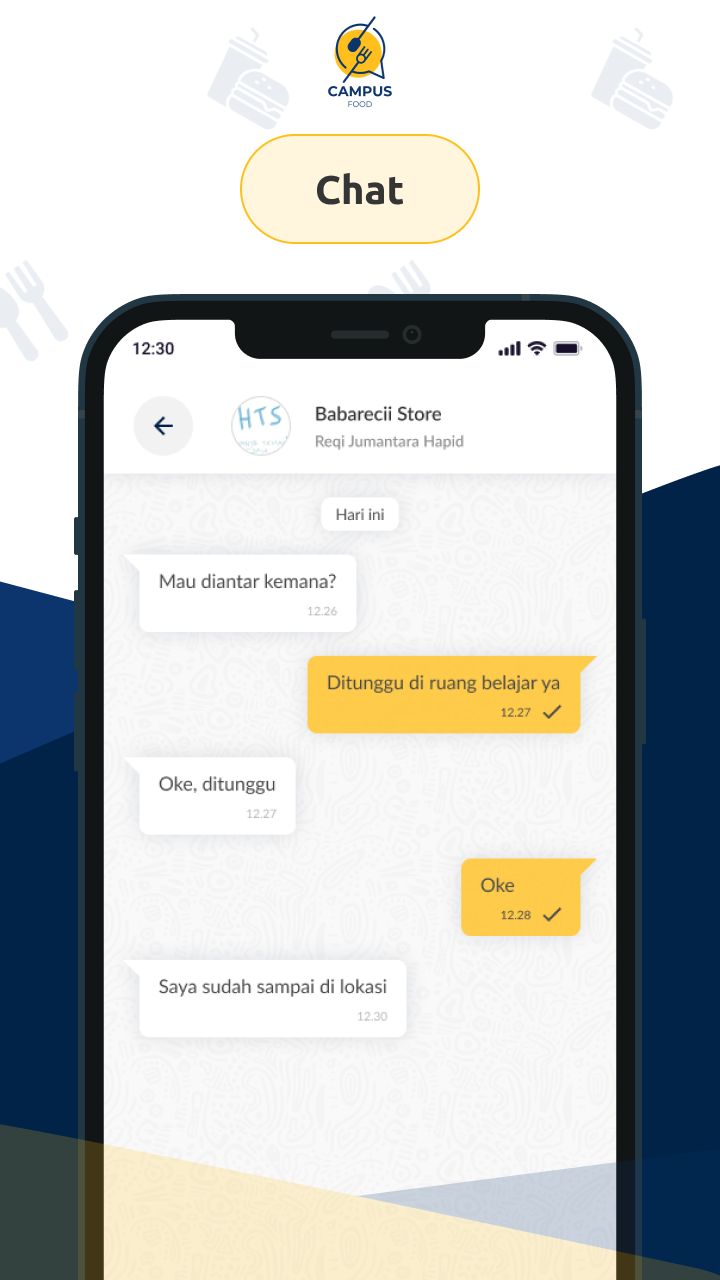 CAMPUS
FOOD
Chat
12:30
HTS
Babarecii Store
Reqi Jumantara Hapid
Hari ini
Mau diantar kemana?
12.26
Ditunggu di ruang belajar ya
12.27
Oke, ditunggu
12.27
Oke
12.28
Saya sudah sampai di lokasi
12.30